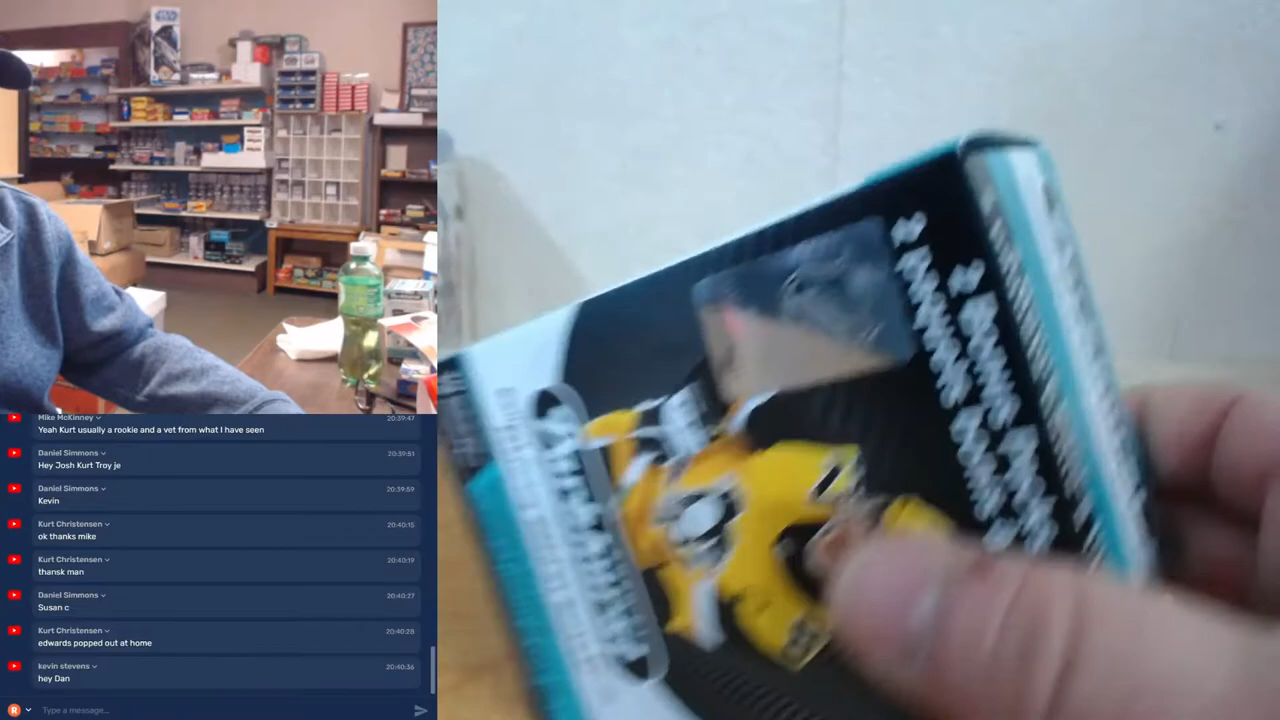 Mike McKinney
20:39:47
Yeah Kurt usually a rookie and a vet from what I have seen
Daniel Simmons
20:39:51
Hey Josh Kurt Troy je
Daniel Simmons
20:39:59
Kevin
Kurt Christensen
20:40:15
ok thanks mike
Kurt Christensen
20:40:19
thansk man
Daniel Simmons
20:40:27
Susan c
Kurt Christensen
20:40:28
edwards popped out at home
kevin stevens
20:40:36
hey Dan
R
Type a message...